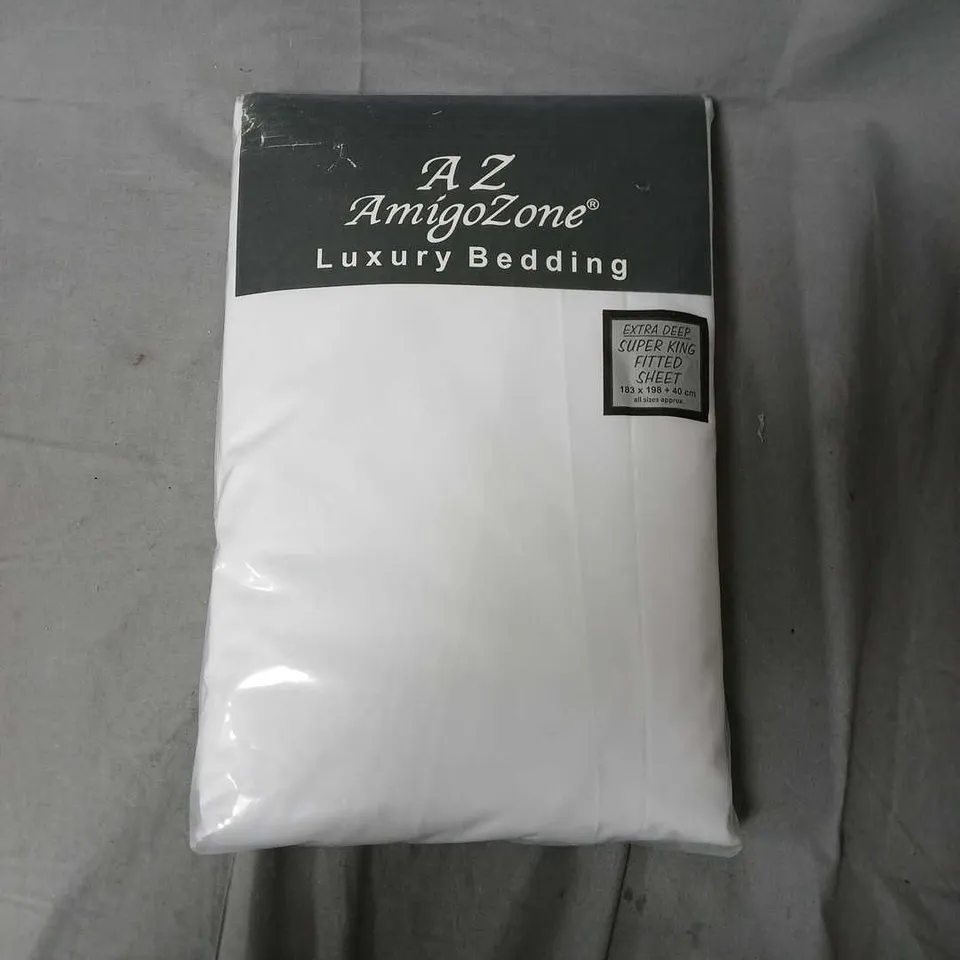 A Z
AmigoZone®
Luxury Bedding
EXTRA DEEP
SUPER KING
FITTED
SHEET
183 x 198 + 40 cm
all sizes approx.